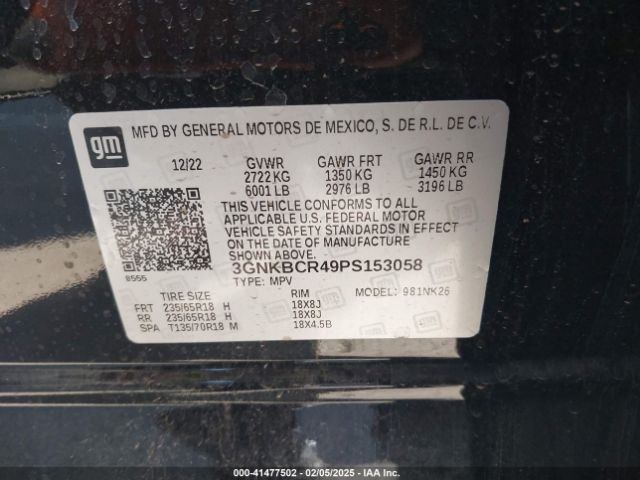 gm
MFD BY GENERAL MOTORS DE MEXICO, S. DE R.L. DE C.V.
12/22 GVWR GAWR FRT GAWR RR
2722 KG 1350 KG 1450 KG
6001 LB 2976 LB 3196 LB
THIS VEHICLE CONFORMS TO ALL
APPLICABLE U.S. FEDERAL MOTOR
VEHICLE SAFETY STANDARDS IN EFFECT
ON THE DATE OF MANUFACTURE
SHOWN ABOVE.
8555
3GNKBCR49PS153058
TYPE: MPV
TIRE SIZE RIM MODEL: 981NK26
FRT 235/65R18 H 18X8J
RR 235/65R18 H 18X8J
SPA T135/70R18 M 18X4.5B
000-41477502 — 02/05/2025 — IAA Inc.